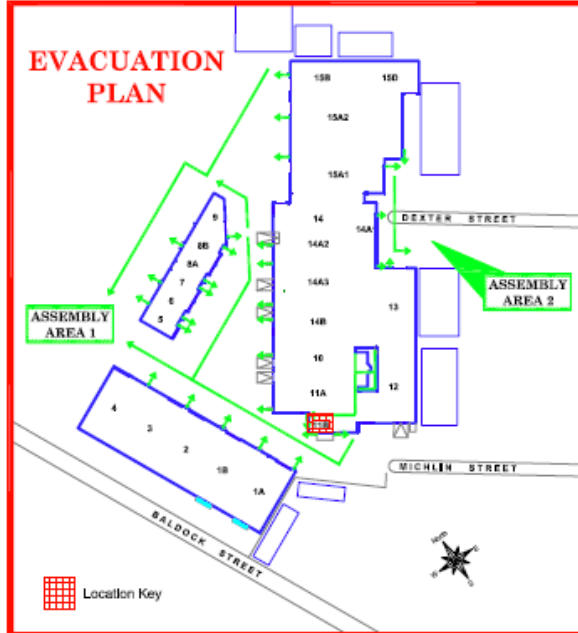 EVACUATION
PLAN
15B
15D
15A2
15A1
9
14
14A1
DEXTER STREET
8B
14A2
8A
7
14A3
6
5
13
ASSEMBLY
AREA 1
ASSEMBLY
AREA 2
14B
10
11A
12
4
3
2
1B
1A
MICHLIN STREET
BALDOCK STREET
North
Location Key